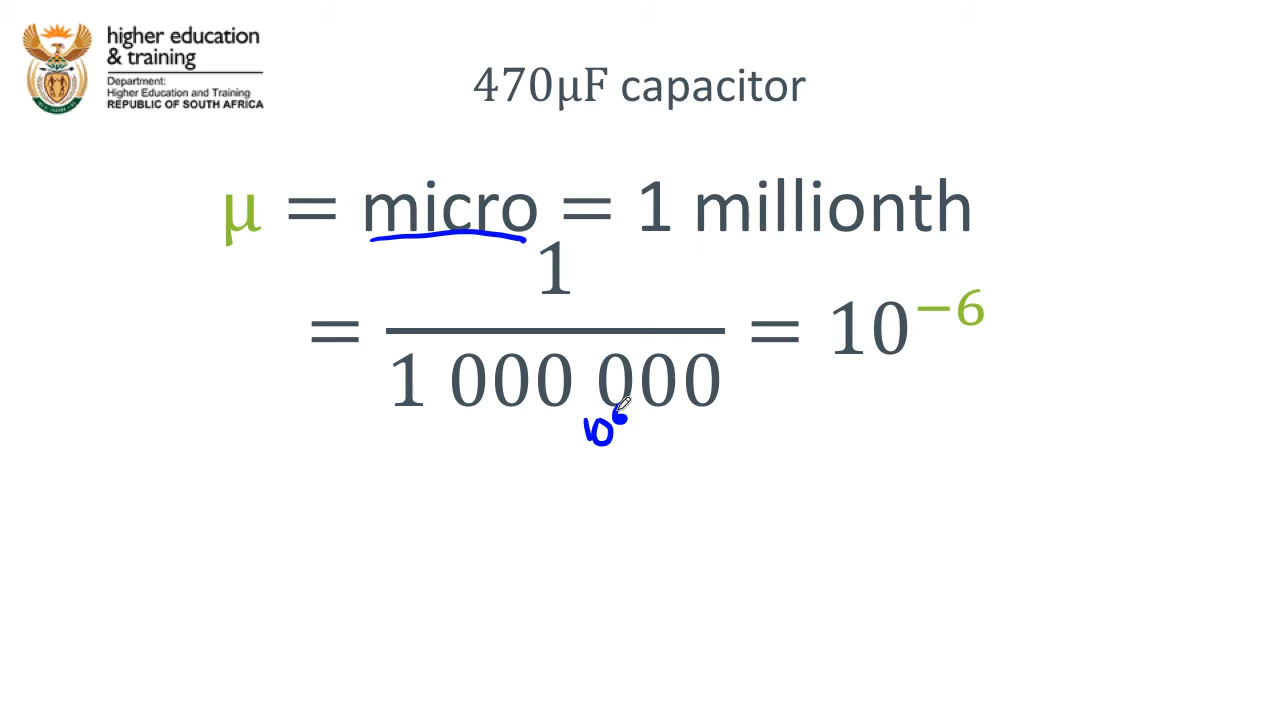 higher education
& training
Department:
Higher Education and Training
REPUBLIC OF SOUTH AFRICA
470μF capacitor
μ = micro = 1 millionth
= 1 / 1 000 000 = 10⁻⁶
10⁶